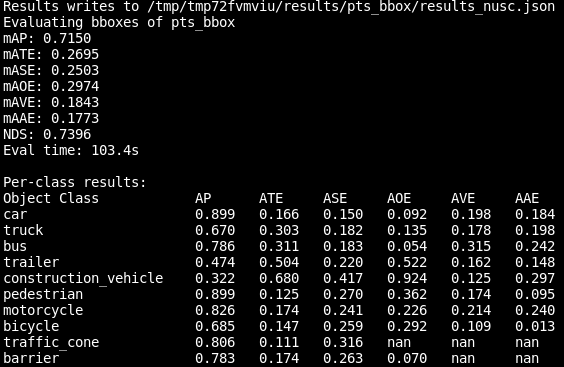 Results writes to /tmp/tmp72fvmviu/results/pts_bbox/results_nusc.json
Evaluating bboxes of pts_bbox
mAP: 0.7150
mATE: 0.2695
mASE: 0.2503
mAOE: 0.2974
mAVE: 0.1843
mAAE: 0.1773
NDS: 0.7396
Eval time: 103.4s

Per-class results:
Object Class AP ATE ASE AOE AVE AAE
car 0.899 0.166 0.150 0.092 0.198 0.184
truck 0.670 0.303 0.182 0.135 0.178 0.198
bus 0.786 0.311 0.183 0.054 0.315 0.242
trailer 0.474 0.504 0.220 0.522 0.162 0.148
construction_vehicle 0.322 0.680 0.417 0.924 0.125 0.297
pedestrian 0.899 0.125 0.270 0.362 0.174 0.095
motorcycle 0.826 0.174 0.241 0.226 0.214 0.240
bicycle 0.685 0.147 0.259 0.292 0.109 0.013
traffic_cone 0.806 0.111 0.316 nan nan nan
barrier 0.783 0.174 0.263 0.070 nan nan